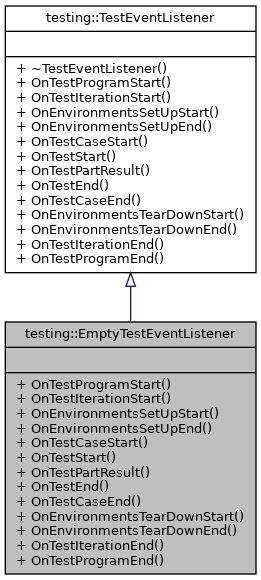 testing::TestEventListener
+ ~TestEventListener()
+ OnTestProgramStart()
+ OnTestIterationStart()
+ OnEnvironmentsSetUpStart()
+ OnEnvironmentsSetUpEnd()
+ OnTestCaseStart()
+ OnTestStart()
+ OnTestPartResult()
+ OnTestEnd()
+ OnTestCaseEnd()
+ OnEnvironmentsTearDownStart()
+ OnEnvironmentsTearDownEnd()
+ OnTestIterationEnd()
+ OnTestProgramEnd()
testing::EmptyTestEventListener
+ OnTestProgramStart()
+ OnTestIterationStart()
+ OnEnvironmentsSetUpStart()
+ OnEnvironmentsSetUpEnd()
+ OnTestCaseStart()
+ OnTestStart()
+ OnTestPartResult()
+ OnTestEnd()
+ OnTestCaseEnd()
+ OnEnvironmentsTearDownStart()
+ OnEnvironmentsTearDownEnd()
+ OnTestIterationEnd()
+ OnTestProgramEnd()